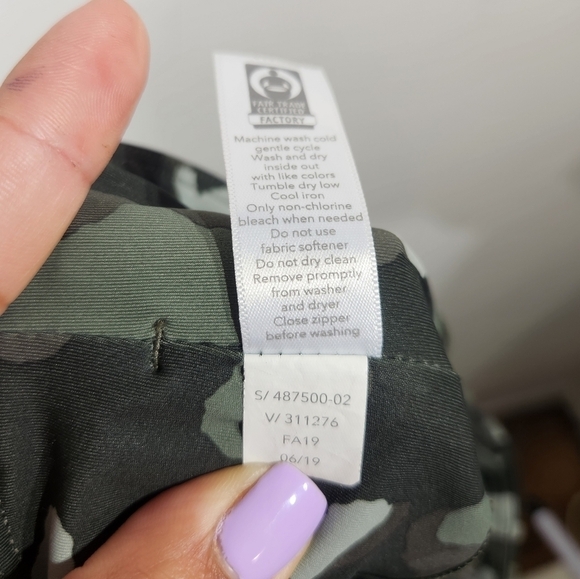 FAIR TRADE
CERTIFIED
FACTORY
Machine wash cold
gentle cycle
Wash and dry
inside out
with like colors
Tumble dry low
Cool iron
Only non-chlorine
bleach when needed
Do not use
fabric softener
Do not dry clean
Remove promptly
from washer
and dryer
Close zipper
before washing
S/ 487500-02
V/ 311276
FA19
06/19